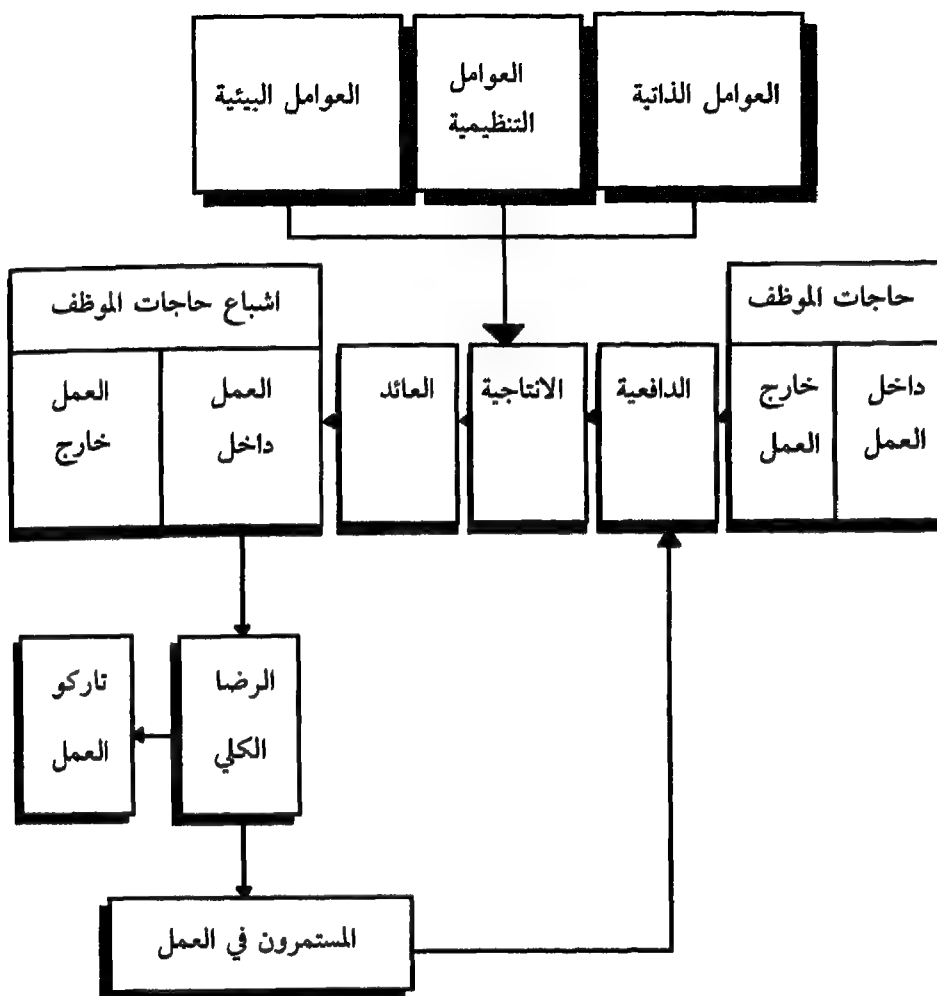 العوامل الذاتية
العوامل
التنظيمية
العوامل البيئية
حاجات الموظف
داخل
العمل
خارج
العمل
الدافعية
الانتاجية
العائد
اشباع حاجات الموظف
العمل
داخل
العمل
خارج
الرضا
الكلي
تاركو
العمل
المستمرون في العمل